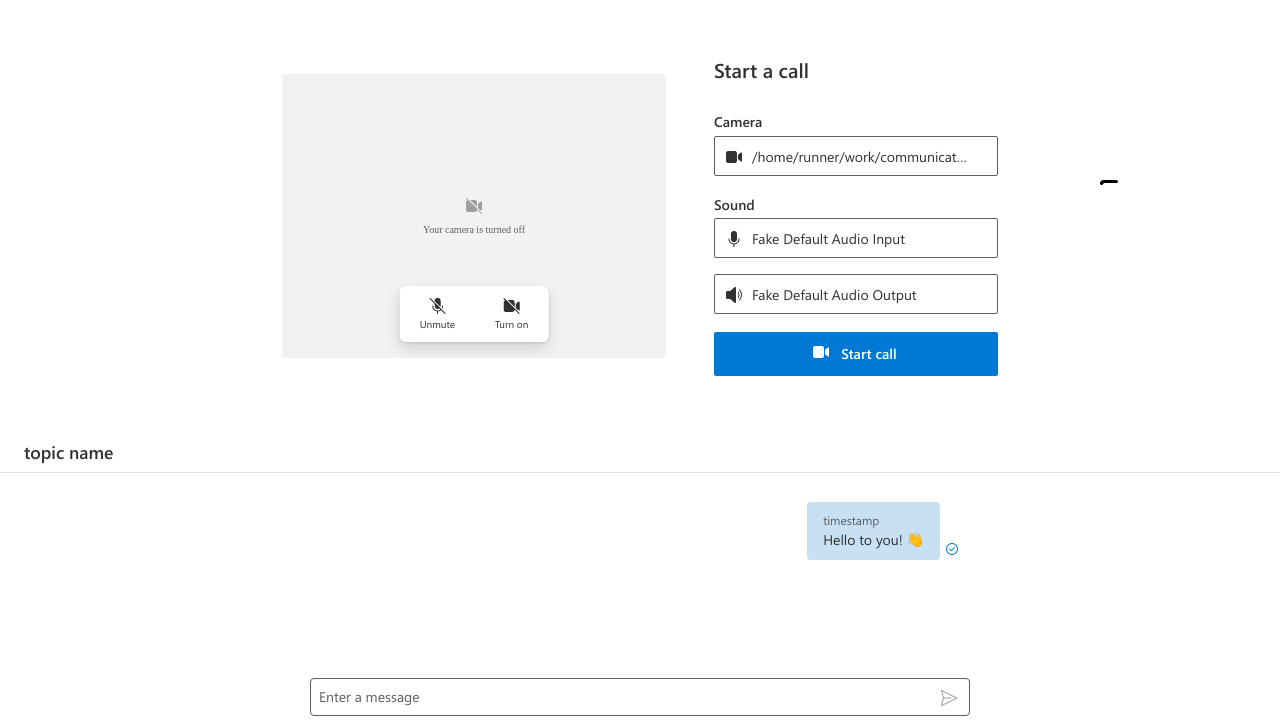 Start a call
Camera
/home/runner/work/communicat...
Your camera is turned off
Unmute
Turn on
Sound
Fake Default Audio Input
Fake Default Audio Output
Start call
topic name
timestamp
Hello to you! 👋
Enter a message